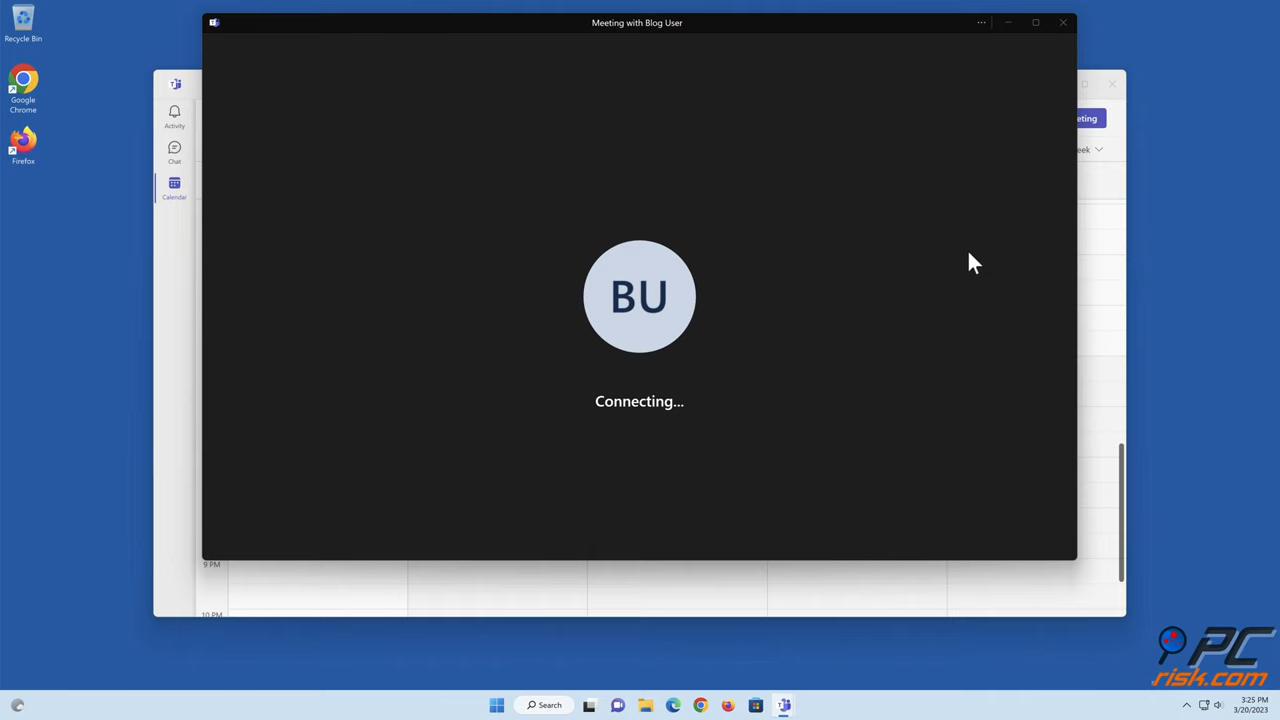 Recycle Bin
Google
Chrome
Firefox
Meeting with Blog User
Activity
Chat
Calendar
eting
eek
BU
Connecting...
9 PM
10 PM
Search
3:25 PM
3/20/2023
PC
risk.com